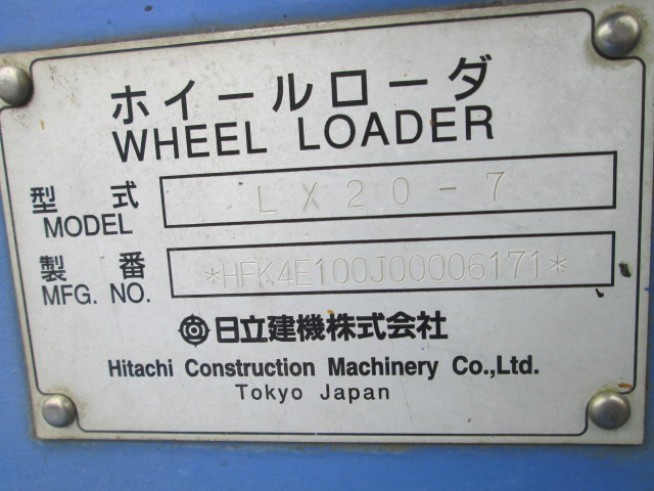 ホイールローダ
WHEEL LOADER
型式 LX20-7
MODEL
製番 *HFK4E100J00006171*
MFG. NO.
日立建機株式会社
Hitachi Construction Machinery Co.,Ltd.
Tokyo Japan